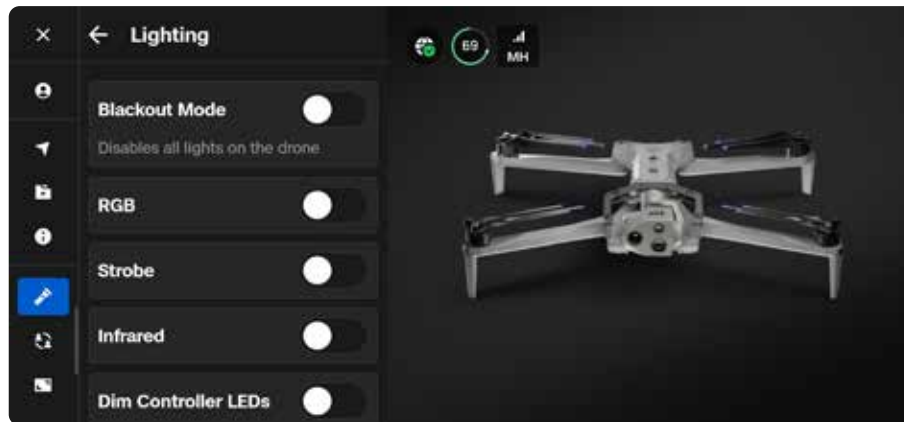 Lighting
69
MH
Blackout Mode
Disables all lights on the drone
RGB
Strobe
Infrared
Dim Controller LEDs